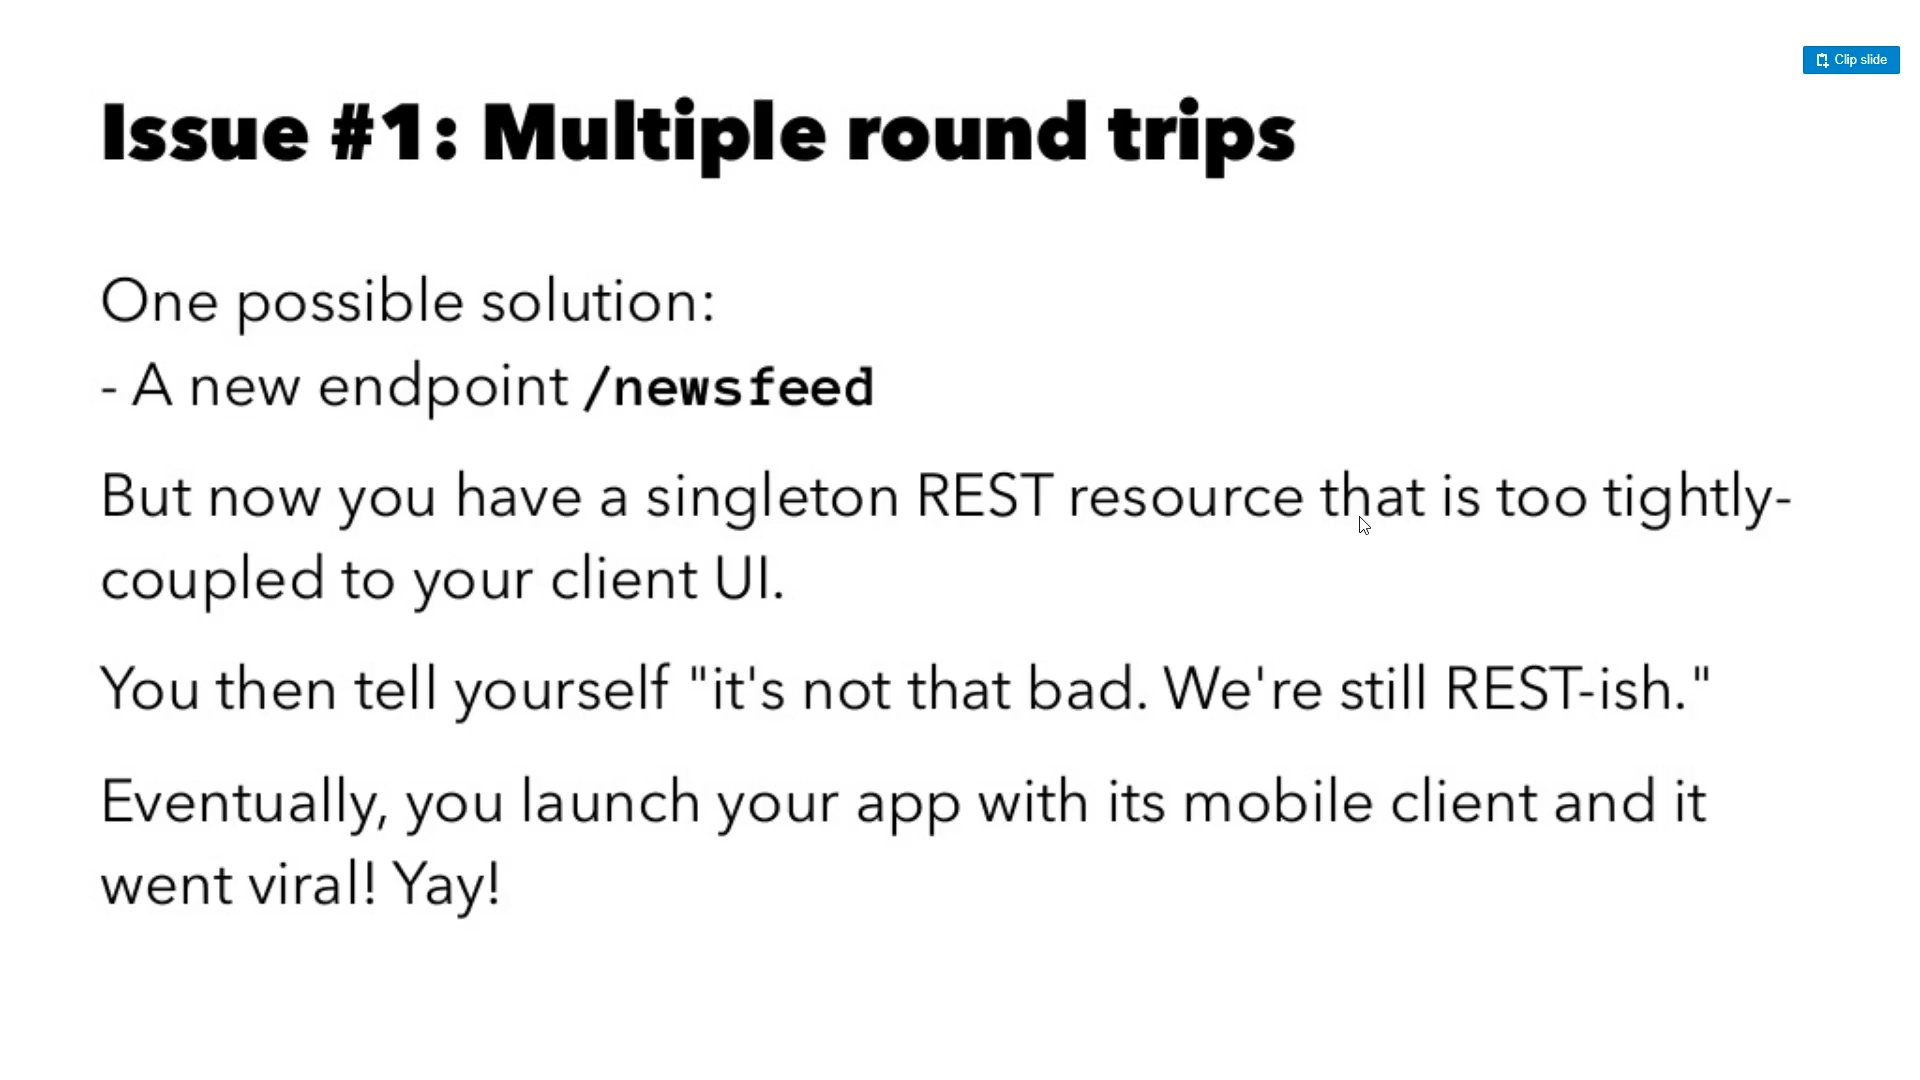 Clip slide
Issue #1: Multiple round trips
One possible solution:
- A new endpoint /newsfeed
But now you have a singleton REST resource that is too tightly-
coupled to your client UI.
You then tell yourself "it's not that bad. We're still REST-ish."
Eventually, you launch your app with its mobile client and it
went viral! Yay!